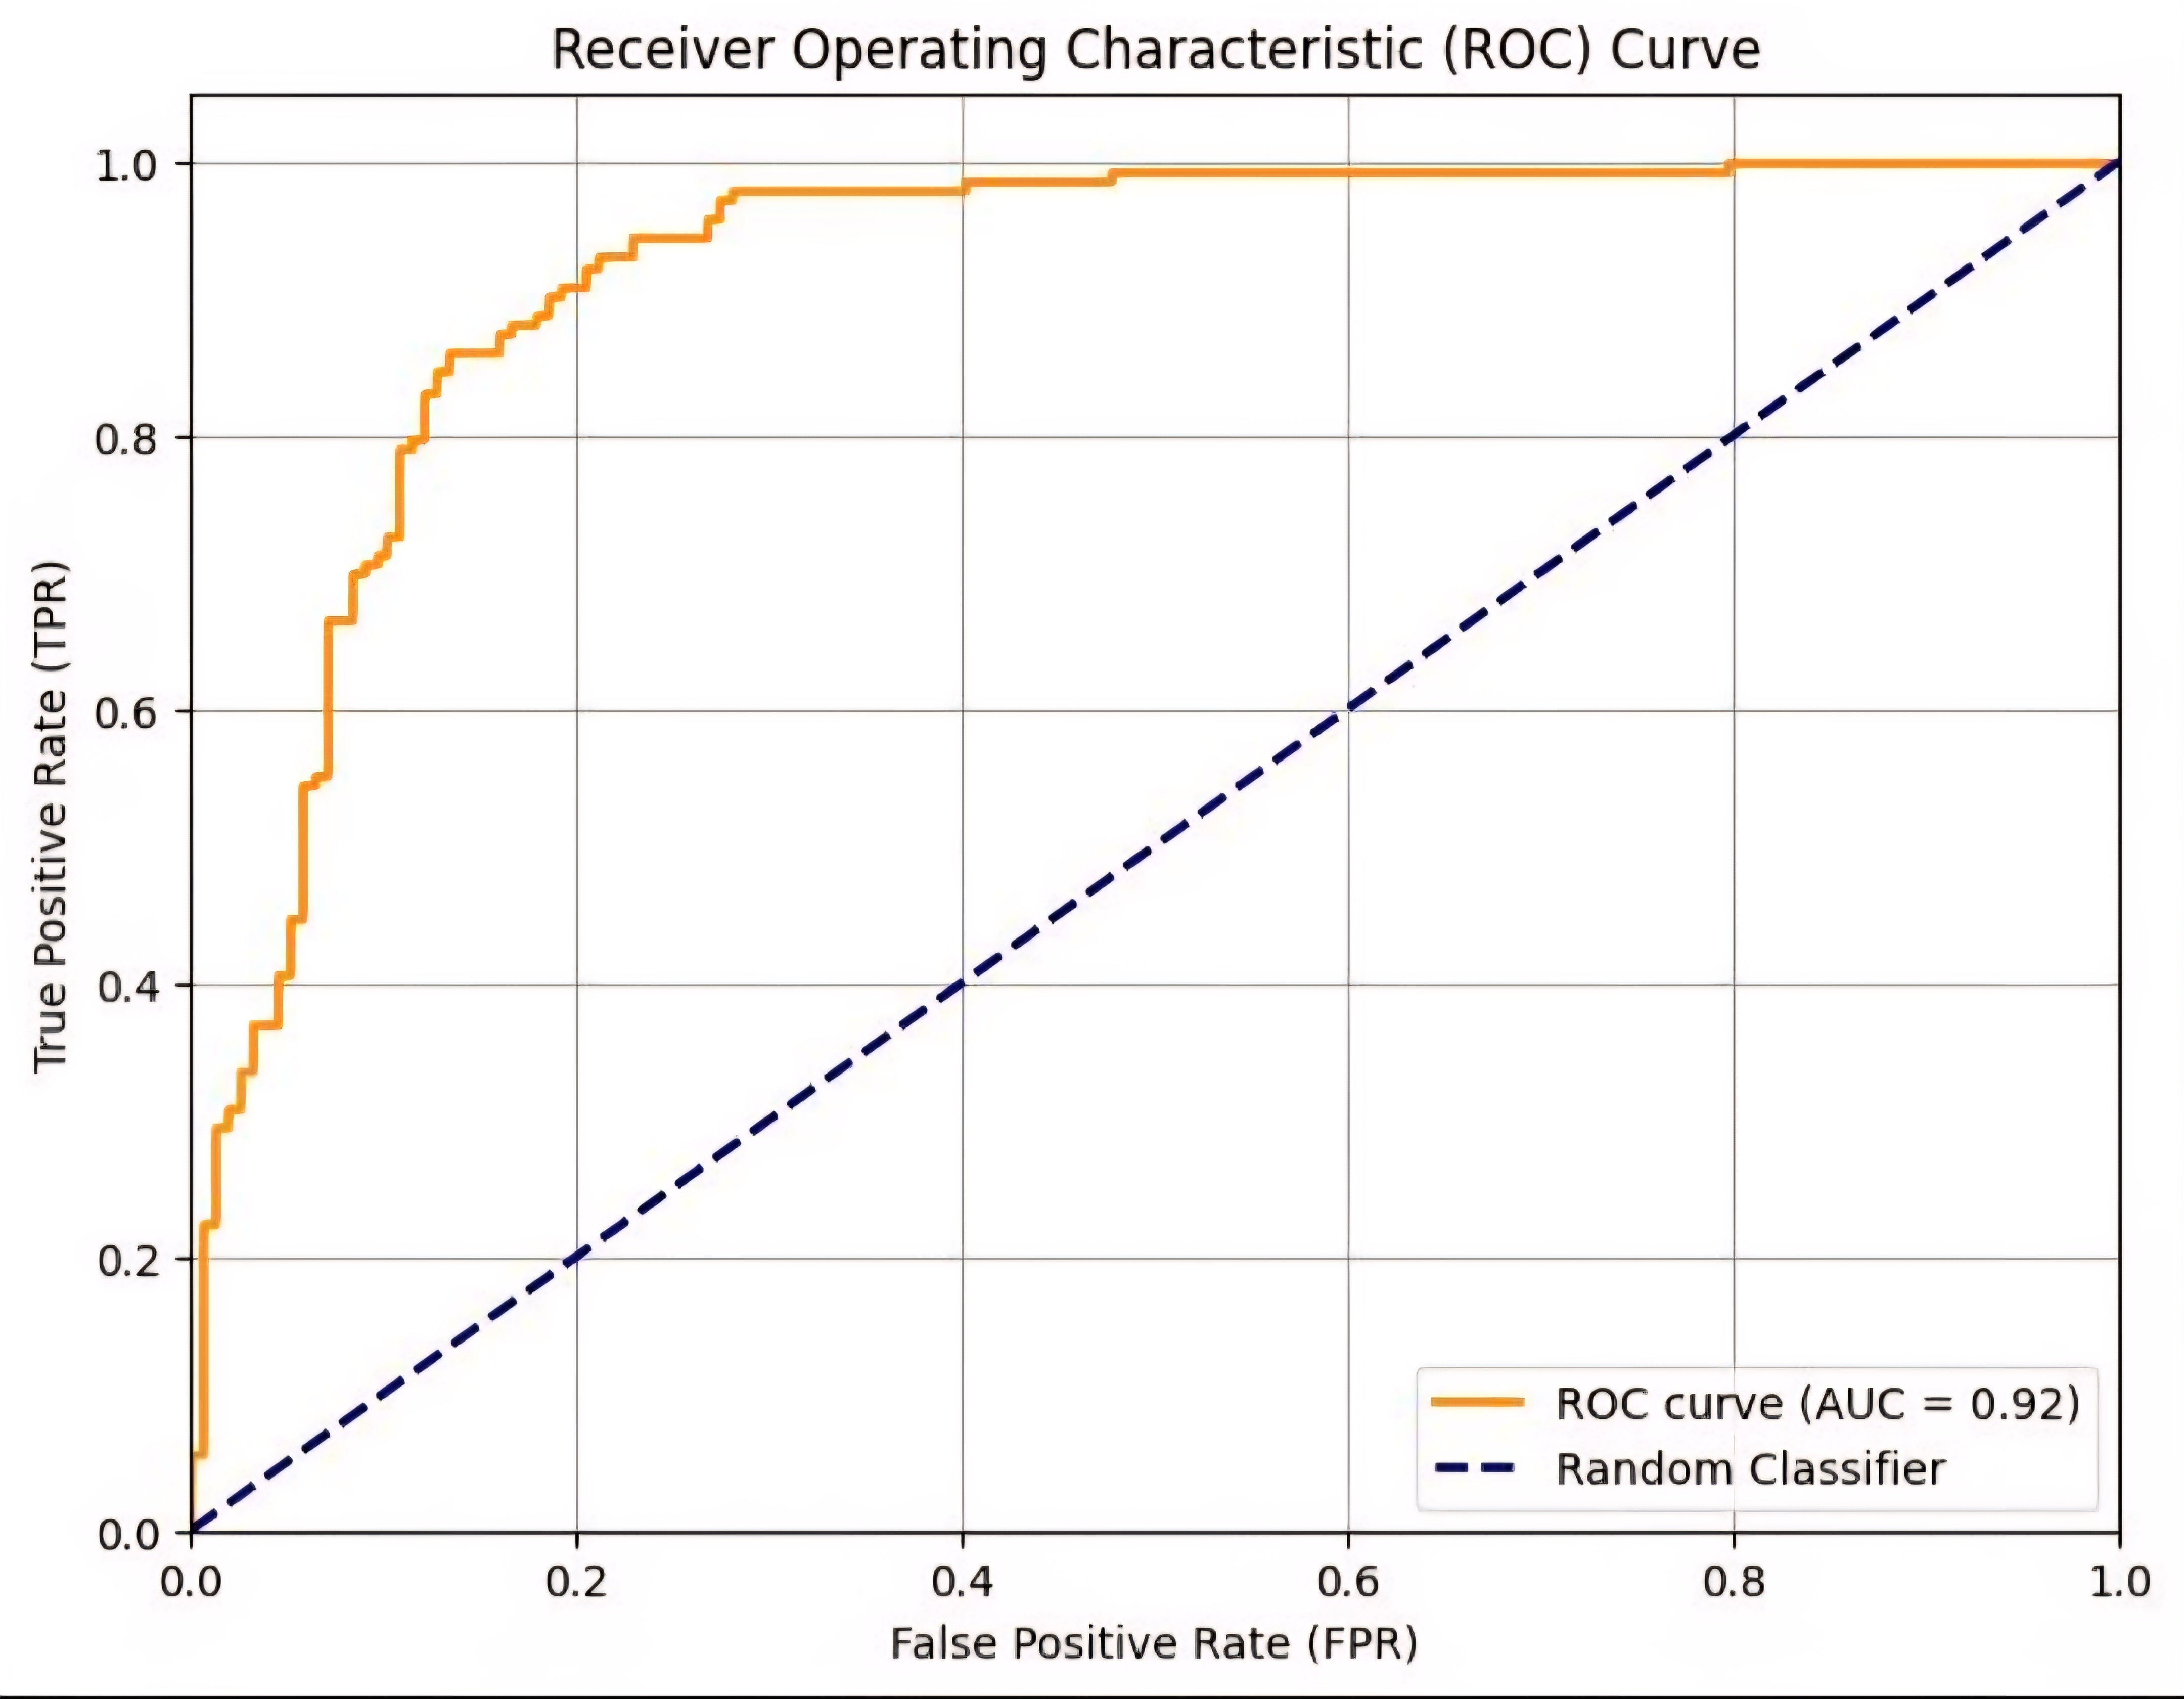 Receiver Operating Characteristic (ROC) Curve
True Positive Rate (TPR)
1.0
0.8
0.6
0.4
0.2
0.0
0.0 0.2 0.4 0.6 0.8 1.0
False Positive Rate (FPR)
ROC curve (AUC = 0.92)
Random Classifier